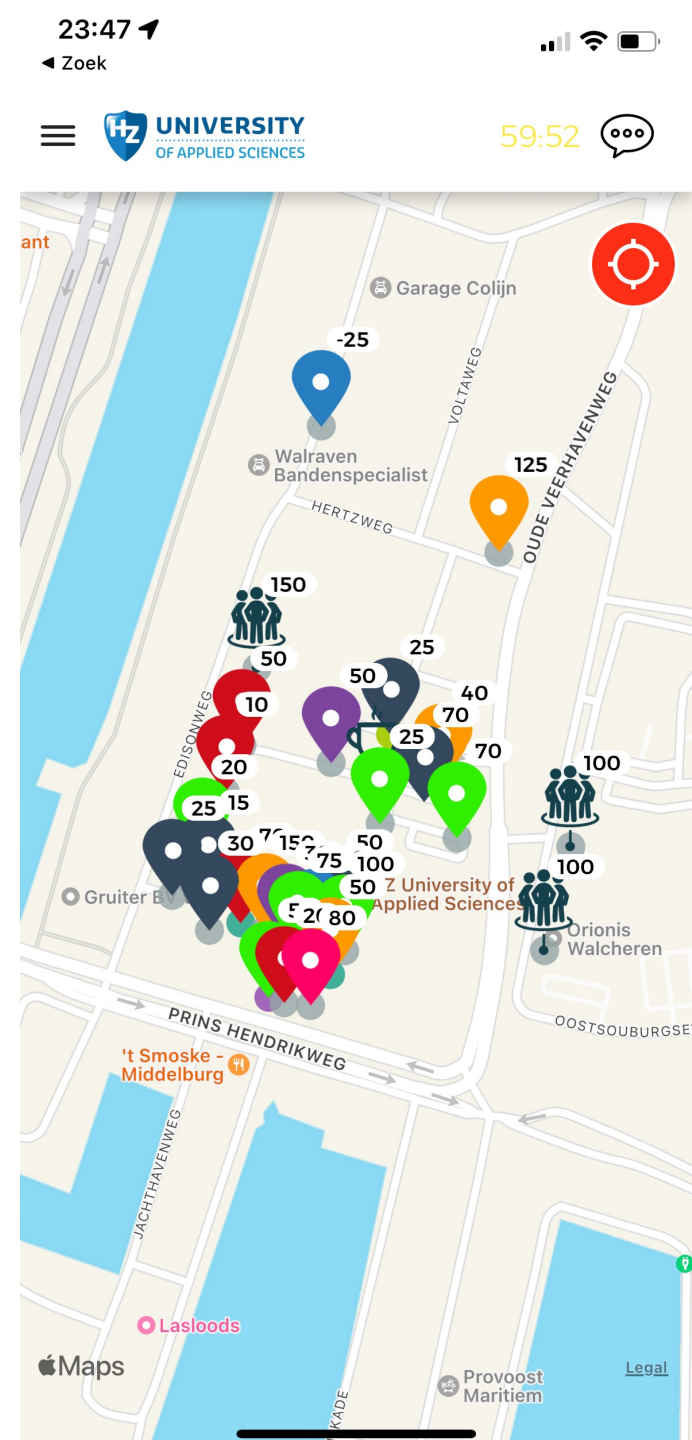 23:47
Zoek
HZ UNIVERSITY
OF APPLIED SCIENCES
59:52
ant
Garage Colijn
-25
VOLTAWEG
Walraven
Bandenspecialist
125
HERTZWEG
OUDE VEERHAVENWEG
150
50
25
50
10
40
70
25
70
EDISONWEG
20
100
25
15
30
150
75
50
100
100
50
Gruiter
University of
Applied Sciences
80
Orionis
Walcheren
PRINS HENDRIKWEG
't Smoske -
Middelburg
JACHTHAVENWEG
Lasloods
Maps
Provoost
Maritiem
Legal